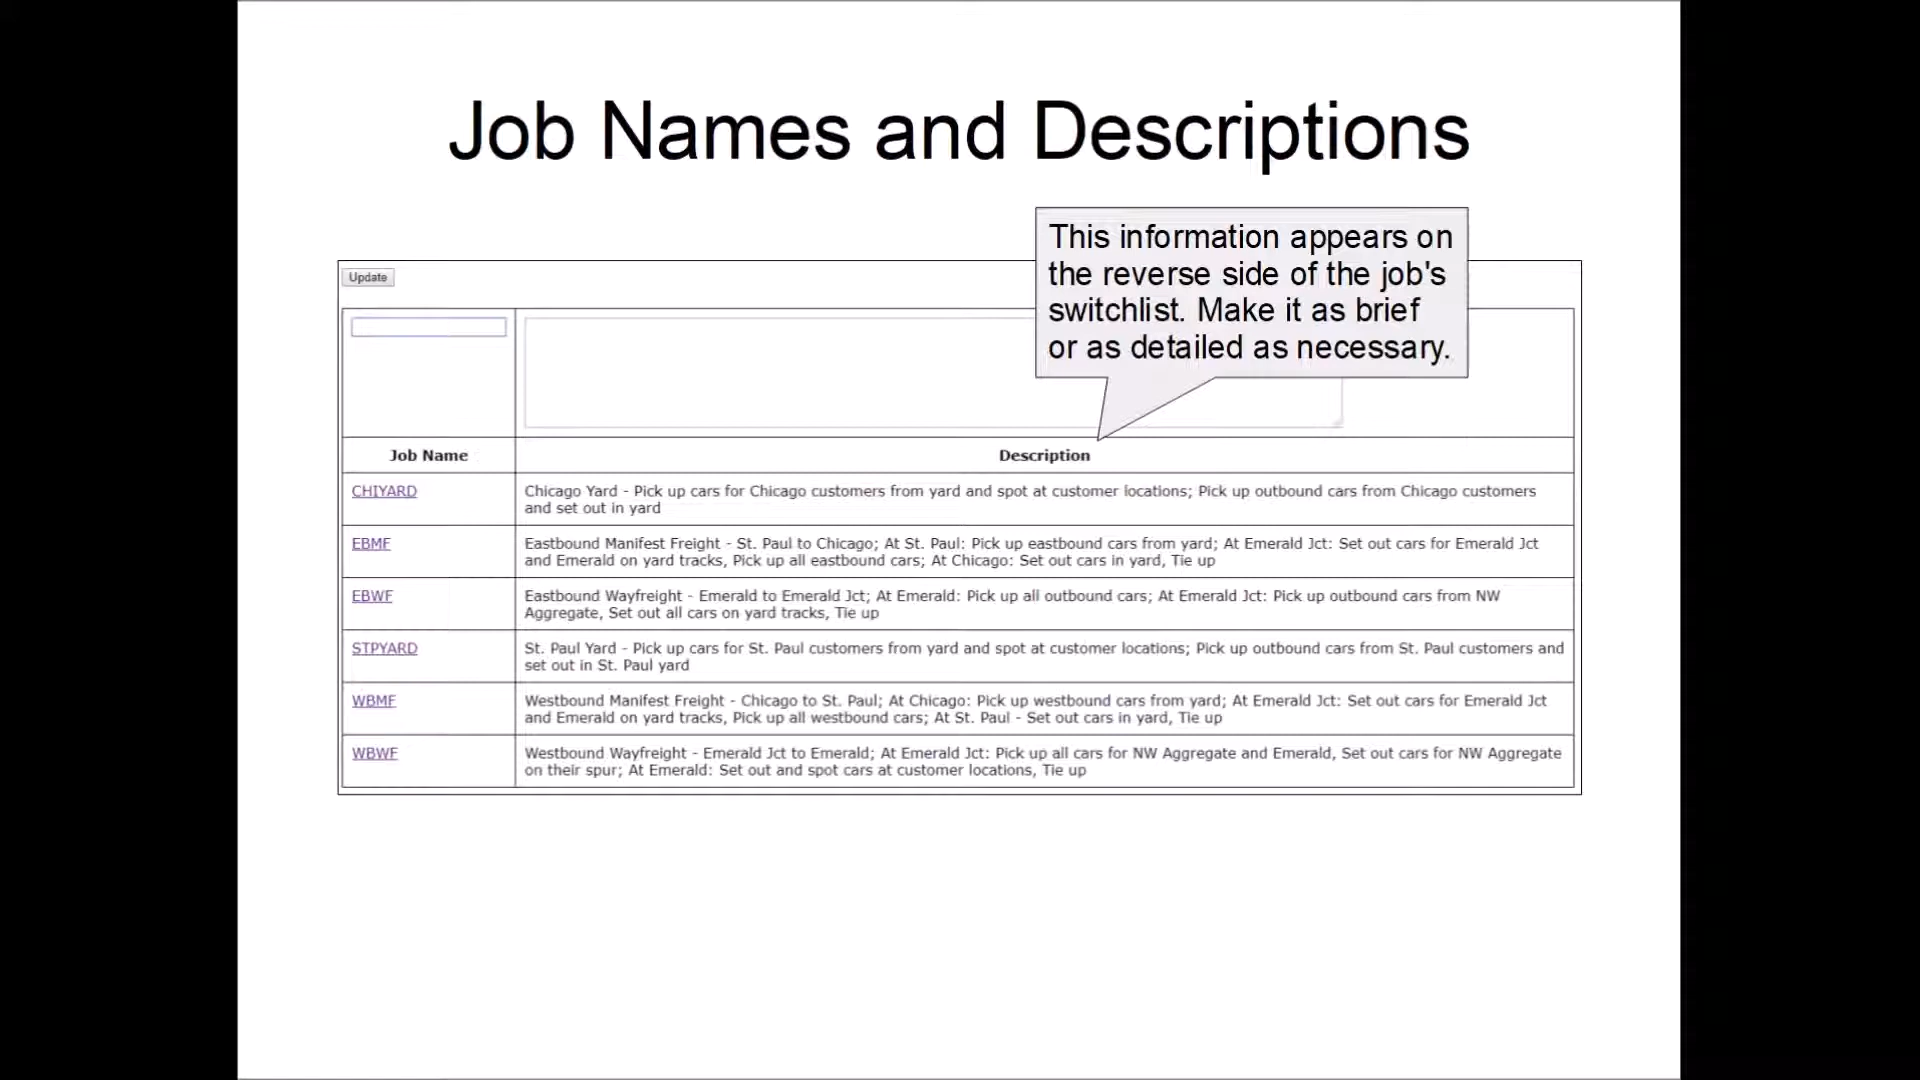 Job Names and Descriptions
This information appears on
the reverse side of the job's
switchlist. Make it as brief
or as detailed as necessary.
Update
Job Name Description
CHIYARD Chicago Yard - Pick up cars for Chicago customers from yard and spot at customer locations; Pick up outbound cars from Chicago customers
and set out in yard
EBMF Eastbound Manifest Freight - St. Paul to Chicago; At St. Paul: Pick up eastbound cars from yard; At Emerald Jct: Set out cars for Emerald Jct
and Emerald on yard tracks, Pick up all eastbound cars; At Chicago: Set out cars in yard, Tie up
EBWF Eastbound Wayfreight - Emerald to Emerald Jct; At Emerald: Pick up all outbound cars; At Emerald Jct: Pick up outbound cars from NW
Aggregate, Set out all cars on yard tracks, Tie up
STPYARD St. Paul Yard - Pick up cars for St. Paul customers from yard and spot at customer locations; Pick up outbound cars from St. Paul customers and
set out in St. Paul yard
WBMF Westbound Manifest Freight - Chicago to St. Paul; At Chicago: Pick up westbound cars from yard; At Emerald Jct: Set out cars for Emerald Jct
and Emerald on yard tracks, Pick up all westbound cars; At St. Paul - Set out cars in yard, Tie up
WBWF Westbound Wayfreight - Emerald Jct to Emerald; At Emerald Jct: Pick up all cars for NW Aggregate and Emerald, Set out cars for NW Aggregate
on their spur; At Emerald: Set out and spot cars at customer locations, Tie up